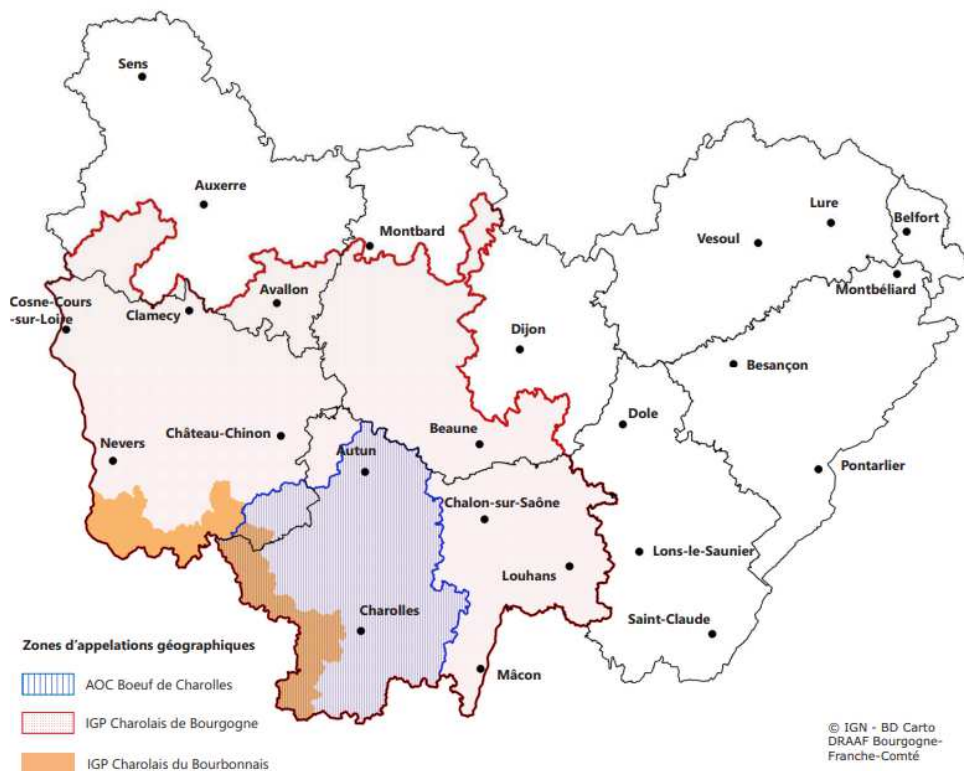 Sens
Auxerre
Montbard
Lure
Belfort
Vesoul
Montbéliard
Avallon
Cosne-Cours
-sur-Loire
Clamecy
Dijon
Besançon
Dole
Château-Chinon
Beaune
Nevers
Autun
Pontarlier
Chalon-sur-Saône
Lons-le-Saunier
Louhans
Charolles
Saint-Claude
Mâcon
Zones d'appelations géographiques
AOC Boeuf de Charolles
IGP Charolais de Bourgogne
IGP Charolais du Bourbonnais
© IGN - BD Carto
DRAAF Bourgogne-
Franche-Comté